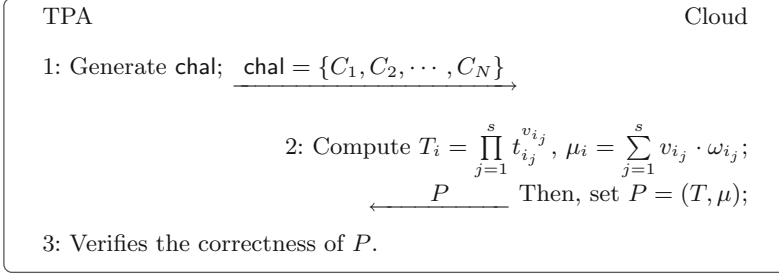 TPA Cloud
1: Generate chal; chal = {C_1, C_2, ⋯ , C_N}
2: Compute T_i = ∏_{j=1}^{s} t_{i_j}^{v_{i_j}}, μ_i = ∑_{j=1}^{s} v_{i_j} · ω_{i_j};
P Then, set P = (T, μ);
3: Verifies the correctness of P.